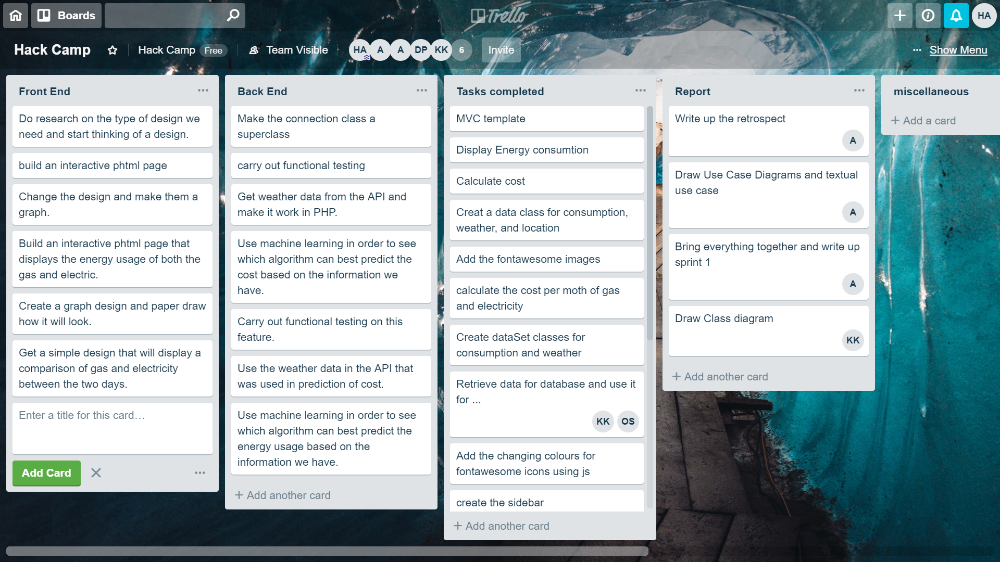 Boards
Trello
HA
Hack Camp
Hack Camp Free
Team Visible
HA A A DP KK 6
Invite
... Show Menu
Front End
Do research on the type of design we
need and start thinking of a design.
build an interactive phtml page
Change the design and make them a
graph.
Build an interactive phtml page that
displays the energy usage of both the
gas and electric.
Create a graph design and paper draw
how it will look.
Get a simple design that will display a
comparison of gas and electricity
between the two days.
Enter a title for this card…
Add Card
Back End
Make the connection class a
superclass
carry out functional testing
Get weather data from the API and
make it work in PHP.
Use machine learning in order to see
which algorithm can best predict the
cost based on the information we
have.
Carry out functional testing on this
feature.
Use the weather data in the API that
was used in prediction of cost.
Use machine learning in order to see
which algorithm can best predict the
energy usage based on the
information we have.
+ Add another card
Tasks completed
MVC template
Display Energy consumtion
Calculate cost
Creat a data class for consumption,
weather, and location
Add the fontawesome images
calculate the cost per moth of gas
and electricity
Create dataSet classes for
consumption and weather
Retrieve data for database and use it
for ...
KK OS
Add the changing colours for
fontawesome icons using js
create the sidebar
+ Add another card
Report
Write up the retrospect
A
Draw Use Case Diagrams and textual
use case
A
Bring everything together and write up
sprint 1
A
Draw Class diagram
KK
+ Add another card
miscellaneous
+ Add a card